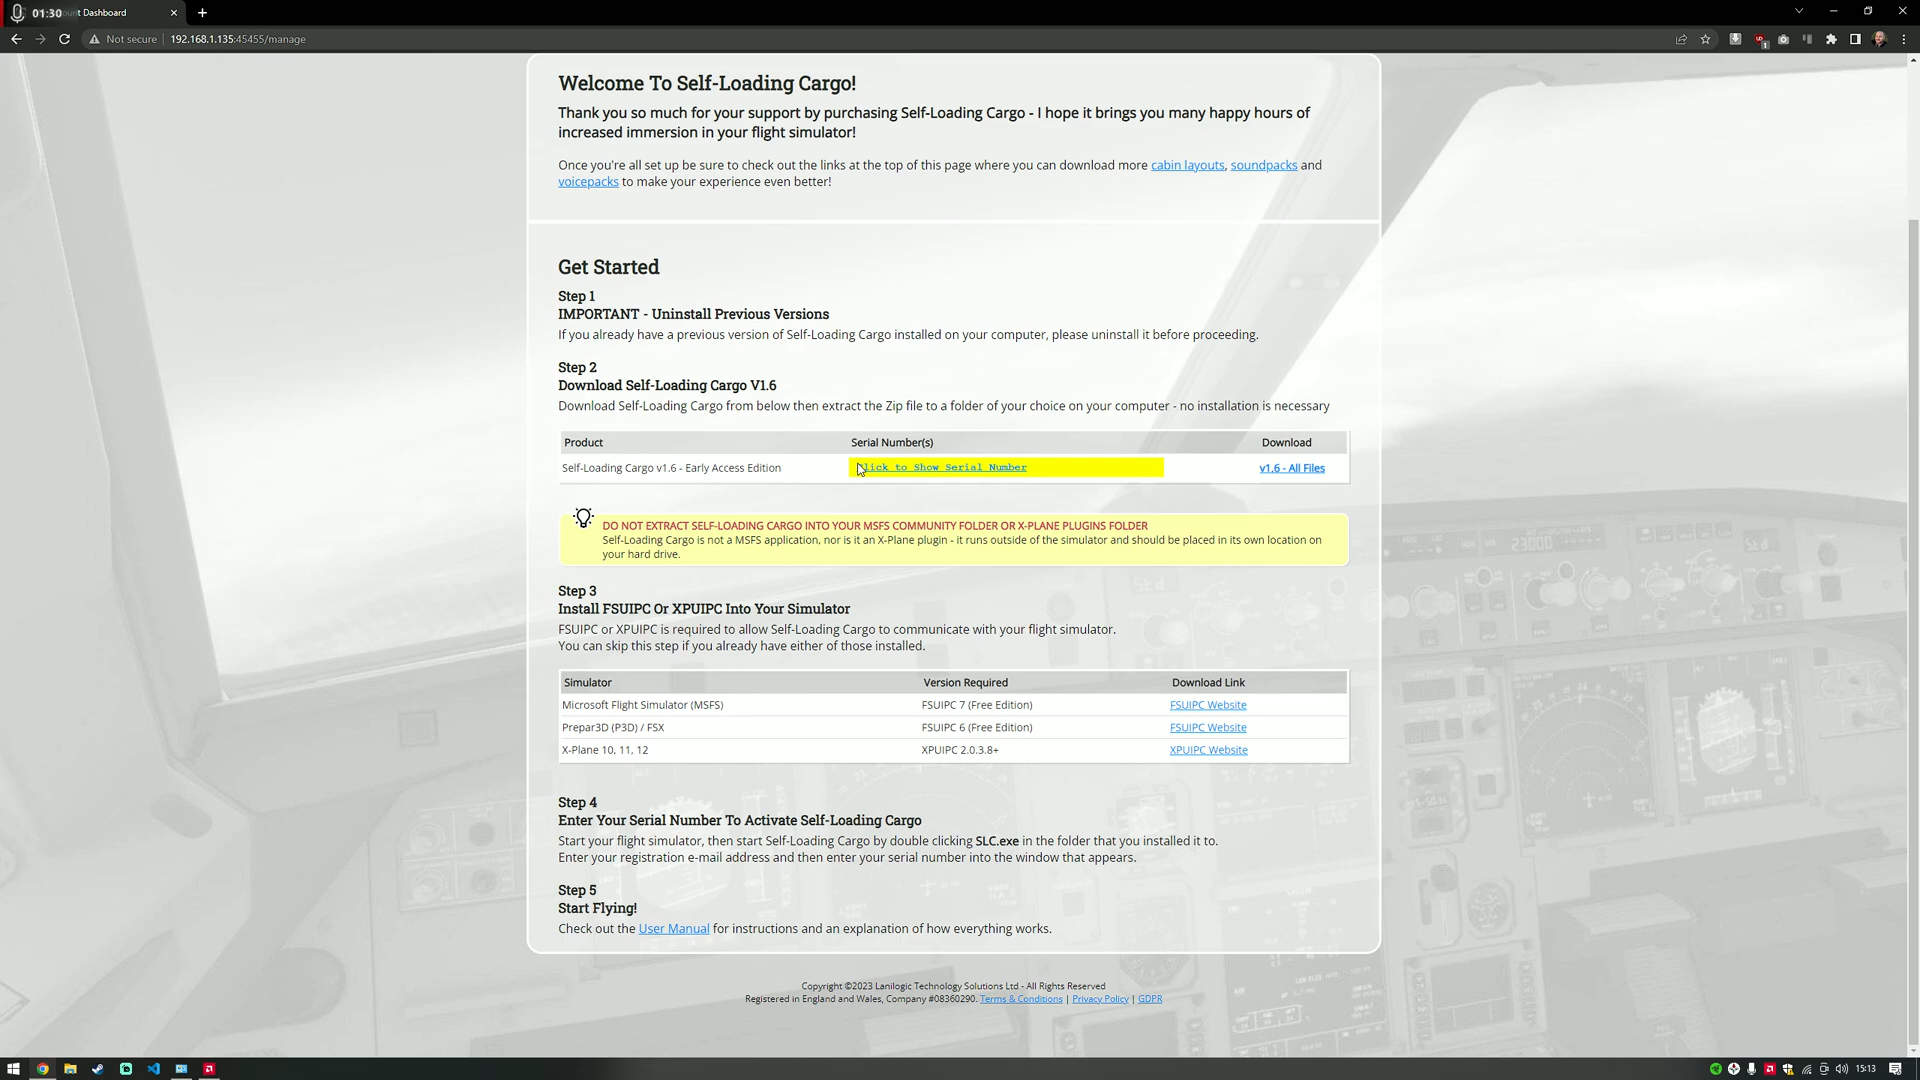 01:30
unt Dashboard
Not secure
192.168.1.135:45455/manage
Welcome To Self-Loading Cargo!
Thank you so much for your support by purchasing Self-Loading Cargo - I hope it brings you many happy hours of
increased immersion in your flight simulator!
Once you're all set up be sure to check out the links at the top of this page where you can download more cabin layouts, soundpacks and
voicepacks to make your experience even better!
Get Started
Step 1
IMPORTANT - Uninstall Previous Versions
If you already have a previous version of Self-Loading Cargo installed on your computer, please uninstall it before proceeding.
Step 2
Download Self-Loading Cargo V1.6
Download Self-Loading Cargo from below then extract the Zip file to a folder of your choice on your computer - no installation is necessary
Product Serial Number(s) Download
Self-Loading Cargo v1.6 - Early Access Edition Click to Show Serial Number v1.6 - All Files
DO NOT EXTRACT SELF-LOADING CARGO INTO YOUR MSFS COMMUNITY FOLDER OR X-PLANE PLUGINS FOLDER
Self-Loading Cargo is not a MSFS application, nor is it an X-Plane plugin - it runs outside of the simulator and should be placed in its own location on
your hard drive.
Step 3
Install FSUIPC Or XPUIPC Into Your Simulator
FSUIPC or XPUIPC is required to allow Self-Loading Cargo to communicate with your flight simulator.
You can skip this step if you already have either of those installed.
Simulator Version Required Download Link
Microsoft Flight Simulator (MSFS) FSUIPC 7 (Free Edition) FSUIPC Website
Prepar3D (P3D) / FSX FSUIPC 6 (Free Edition) FSUIPC Website
X-Plane 10, 11, 12 XPUIPC 2.0.3.8+ XPUIPC Website
Step 4
Enter Your Serial Number To Activate Self-Loading Cargo
Start your flight simulator, then start Self-Loading Cargo by double clicking SLC.exe in the folder that you installed it to.
Enter your registration e-mail address and then enter your serial number into the window that appears.
Step 5
Start Flying!
Check out the User Manual for instructions and an explanation of how everything works.
Copyright ©2023 Lanilogic Technology Solutions Ltd - All Rights Reserved
Registered in England and Wales, Company #08360290. Terms & Conditions | Privacy Policy | GDPR
15:13